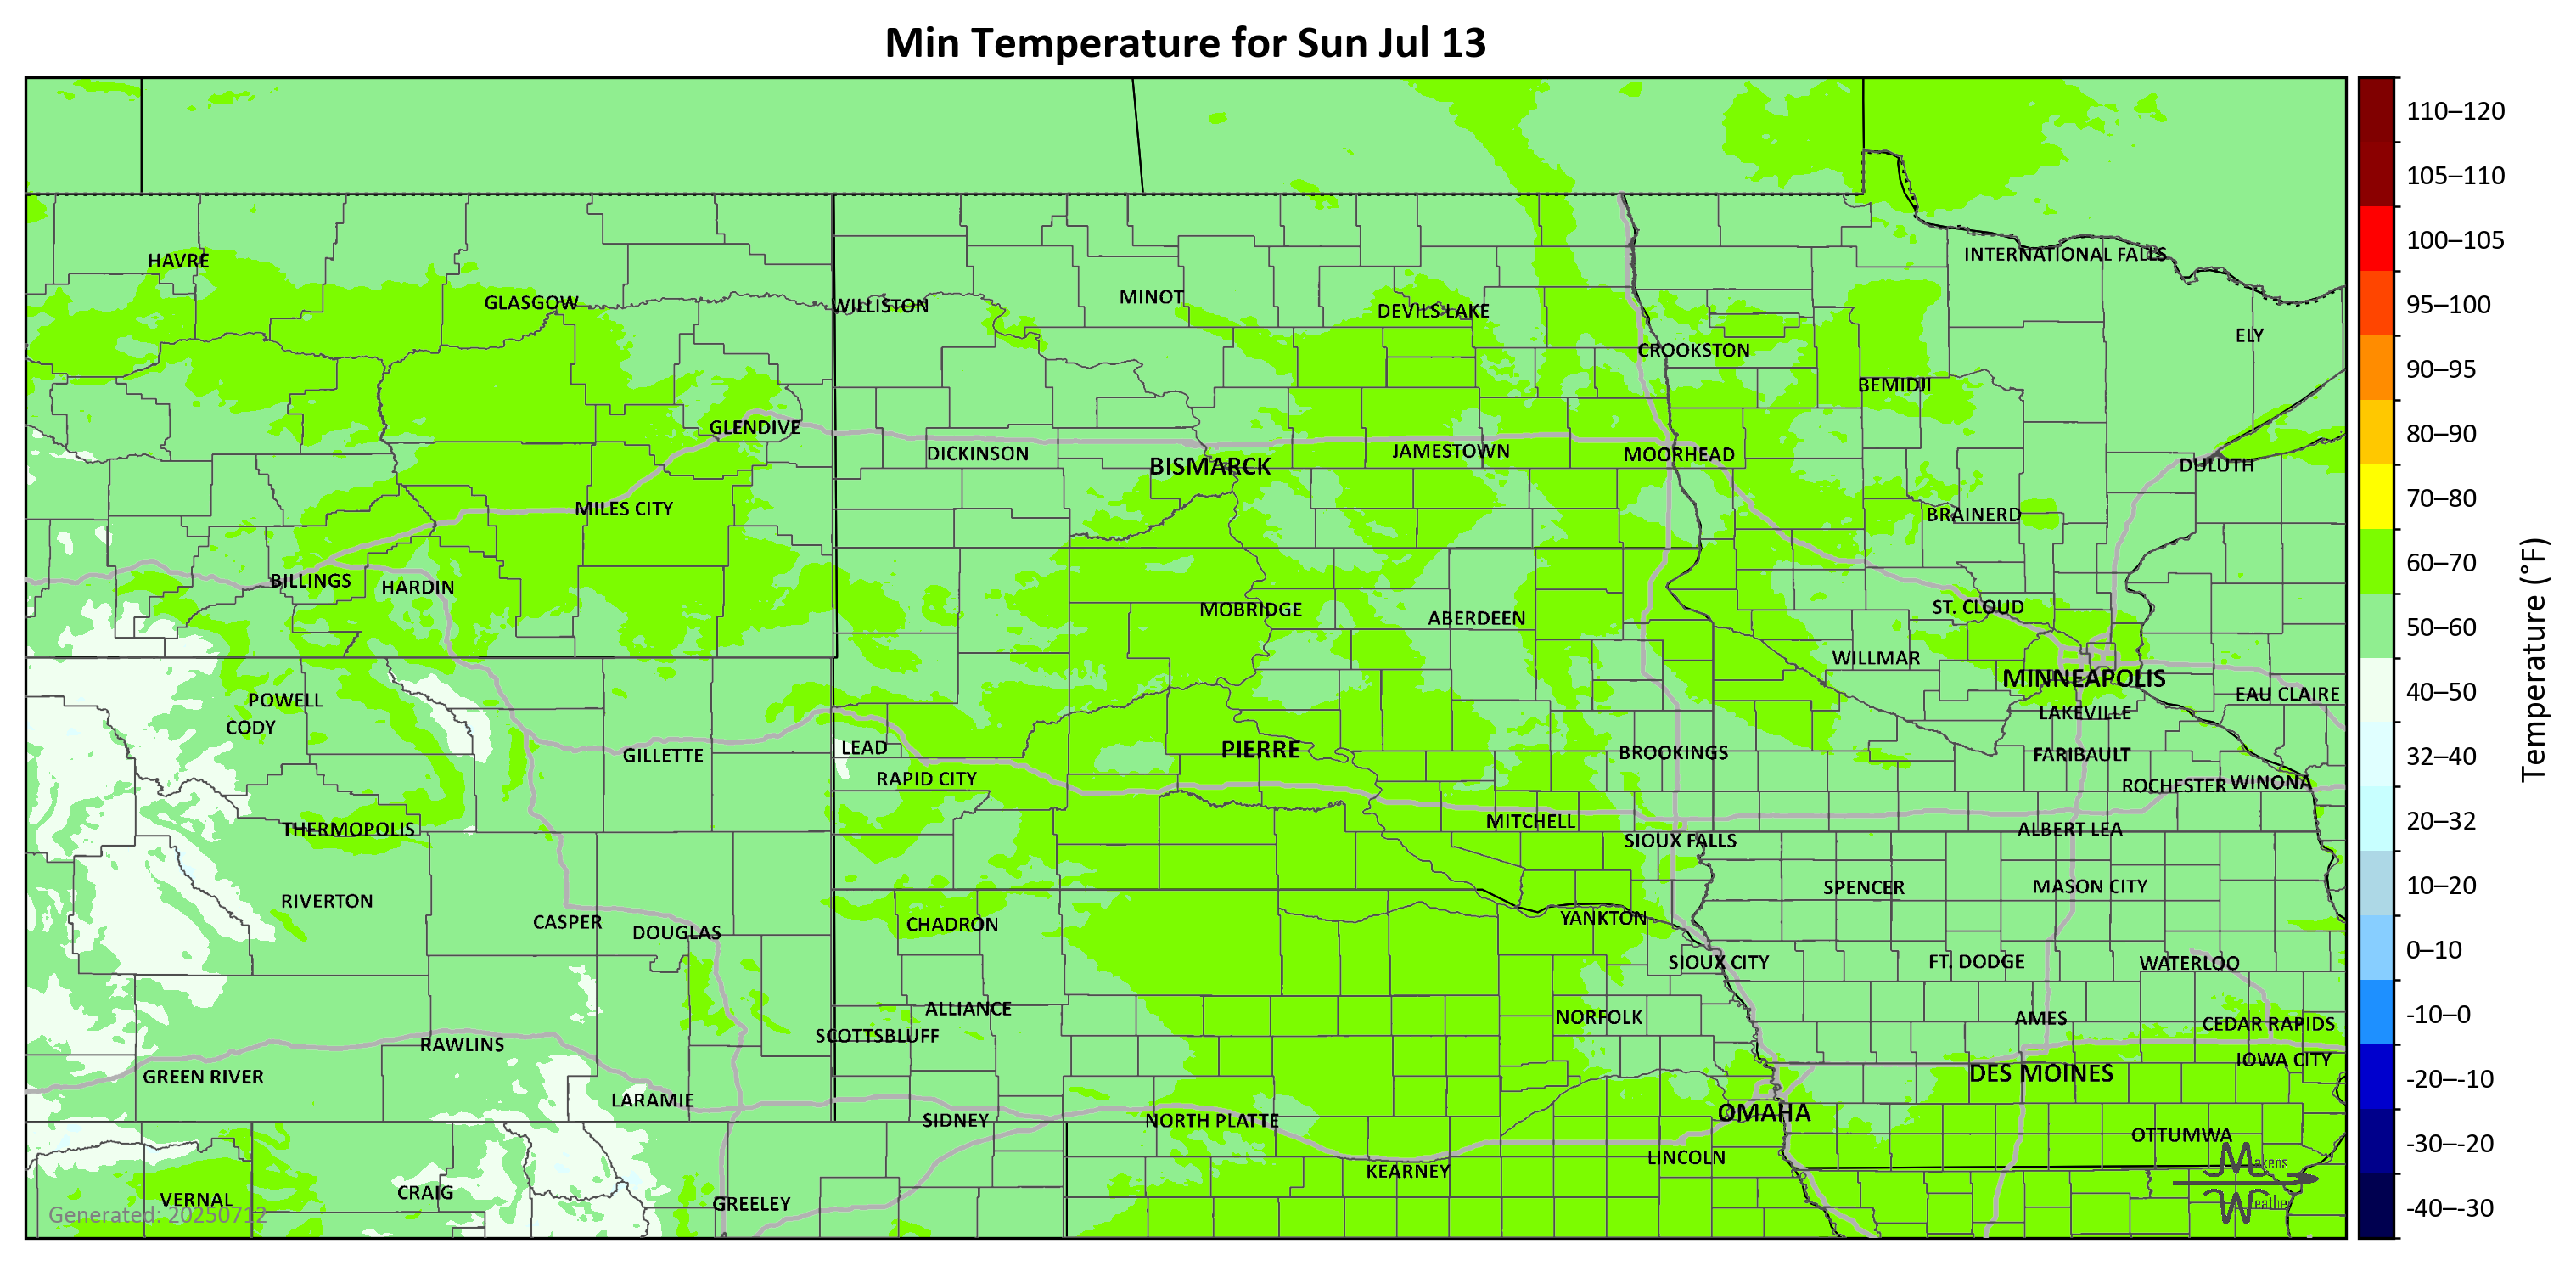 Min Temperature for Sun Jul 13
HAVRE
GLASGOW
WILLISTON
MINOT
DEVILS LAKE
INTERNATIONAL FALLS
CROOKSTON
ELY
BEMIDJI
GLENDIVE
DICKINSON
BISMARCK
JAMESTOWN
MOORHEAD
DULUTH
MILES CITY
BRAINERD
BILLINGS
HARDIN
MOBRIDGE
ABERDEEN
ST. CLOUD
WILLMAR
MINNEAPOLIS
EAU CLAIRE
POWELL
CODY
LAKEVILLE
GILLETTE
LEAD
PIERRE
BROOKINGS
FARIBAULT
RAPID CITY
ROCHESTER
WINONA
THERMOPOLIS
MITCHELL
SIOUX FALLS
ALBERT LEA
SPENCER
MASON CITY
RIVERTON
CASPER
DOUGLAS
CHADRON
YANKTON
SIOUX CITY
FT. DODGE
WATERLOO
ALLIANCE
NORFOLK
AMES
CEDAR RAPIDS
SCOTTSBLUFF
RAWLINS
IOWA CITY
GREEN RIVER
DES MOINES
LARAMIE
SIDNEY
NORTH PLATTE
OMAHA
OTTUMWA
LINCOLN
KEARNEY
VERNAL
CRAIG
GREELEY
Generated: 20250712
Makens
Weather
110–120
105–110
100–105
95–100
90–95
80–90
70–80
60–70
50–60
40–50
32–40
20–32
10–20
0–10
-10–0
-20–-10
-30–-20
-40–-30
Temperature (°F)